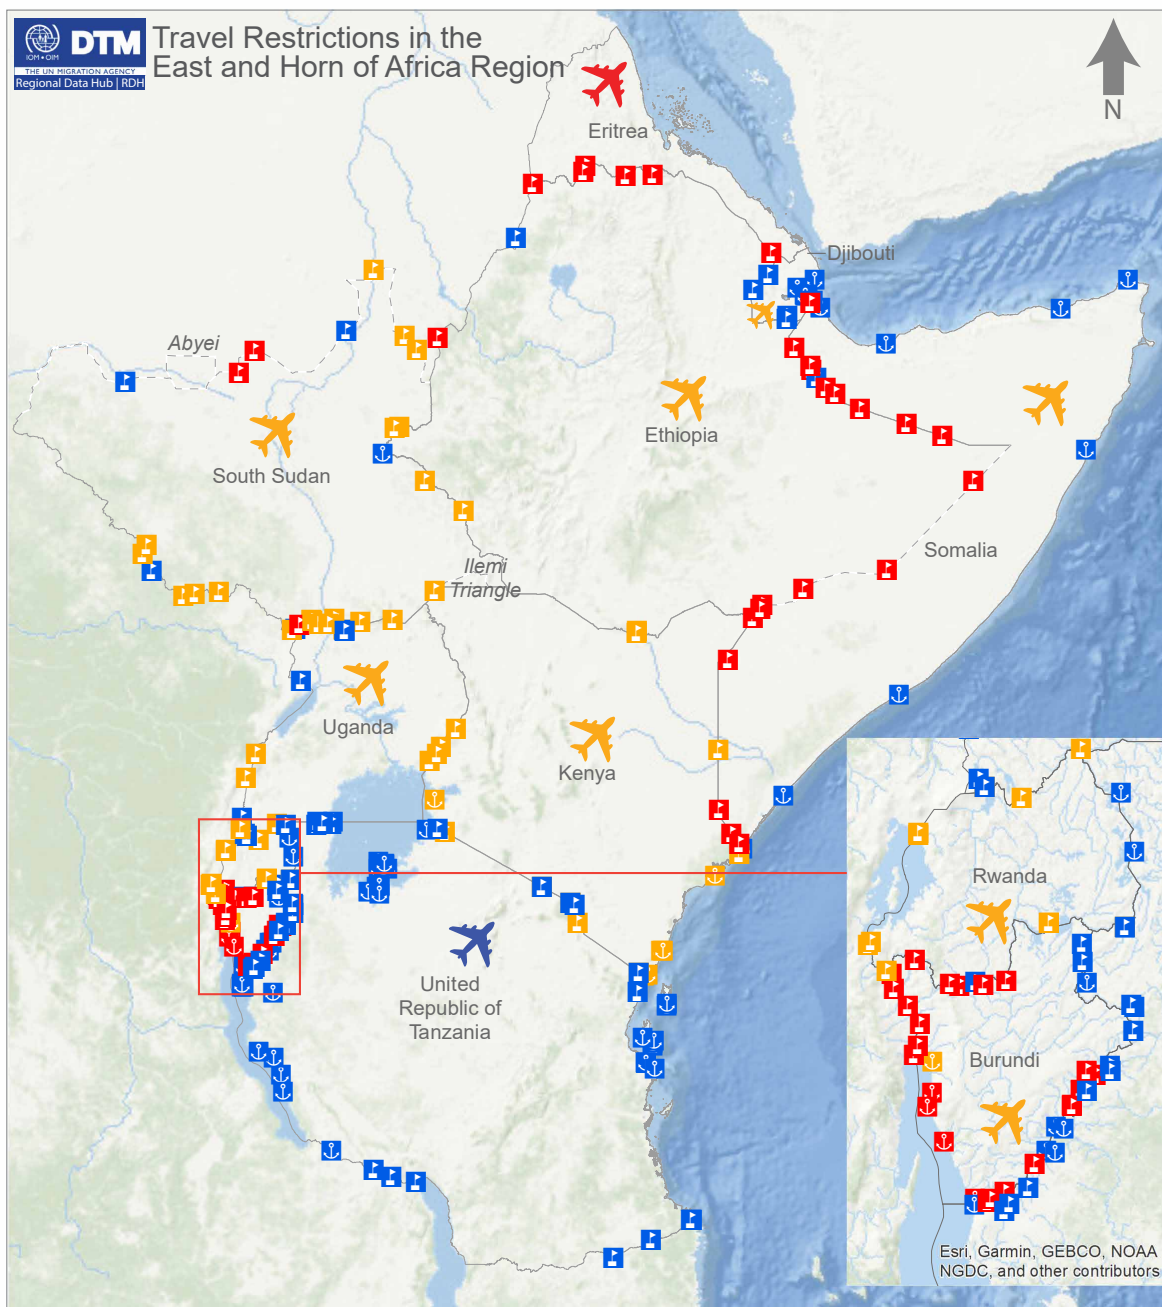 IOM • OIM
DTM
THE UN MIGRATION AGENCY
Regional Data Hub | RDH
Travel Restrictions in the
East and Horn of Africa Region
N
Eritrea
Djibouti
Abyei
Ethiopia
South Sudan
Somalia
Ilemi
Triangle
Uganda
Kenya
Rwanda
United
Republic of
Tanzania
Burundi
Esri, Garmin, GEBCO, NOAA
NGDC, and other contributors